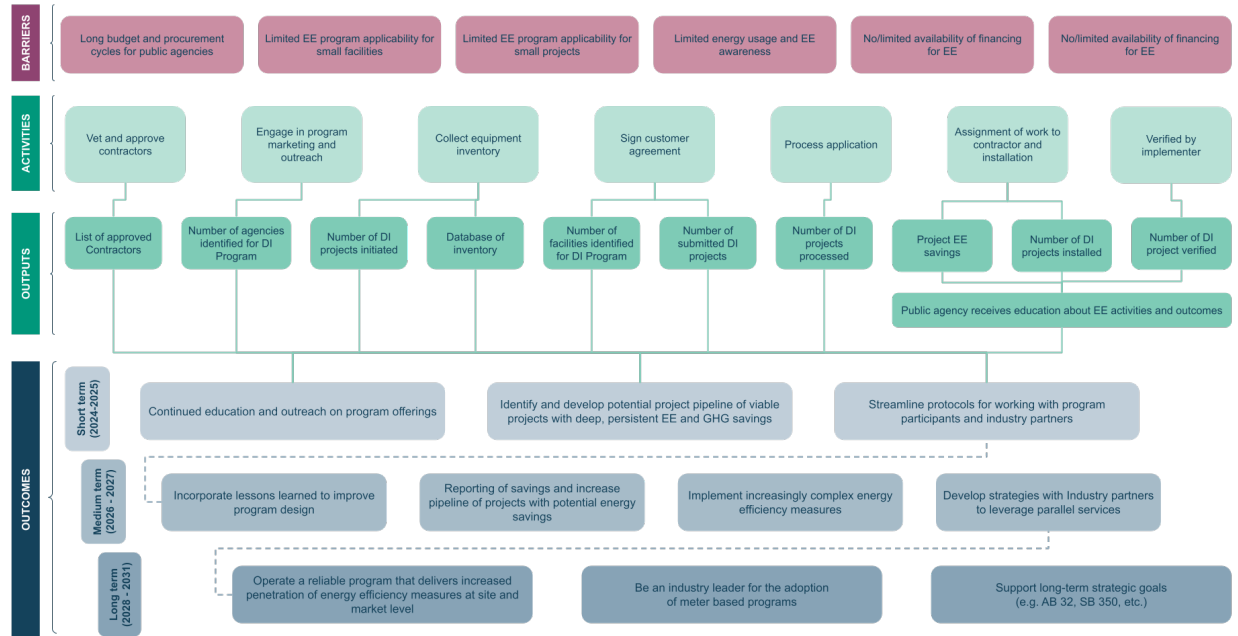 BARRIERS
Long budget and procurement
cycles for public agencies
Limited EE program applicability for
small facilities
Limited EE program applicability for
small projects
Limited energy usage and EE
awareness
No/limited availability of financing
for EE
No/limited availability of financing
for EE
ACTIVITIES
Vet and approve
contractors
Engage in program
marketing and outreach
Collect equipment
inventory
Sign customer
agreement
Process application
Assignment of work to
contractor and
installation
Verified by
implementer
OUTPUTS
List of approved
Contractors
Number of agencies
identified for DI
Program
Number of DI
projects initiated
Database of
inventory
Number of
facilities identified
for DI Program
Number of
submitted DI
projects
Number of DI
projects
processed
Project EE
savings
Number of DI
projects installed
Number of DI
project verified
Public agency receives education about EE activities and outcomes
OUTCOMES
Short term
(2024-2025)
Continued education and outreach on program offerings
Identify and develop potential project pipeline of viable
projects with deep, persistent EE and GHG savings
Streamline protocols for working with program
participants and industry partners
Medium term
(2026 - 2027)
Incorporate lessons learned to improve
program design
Reporting of savings and increase
pipeline of projects with potential energy
savings
Implement increasingly complex energy
efficiency measures
Develop strategies with Industry partners
to leverage parallel services
Long term
(2028 - 2031)
Operate a reliable program that delivers increased
penetration of energy efficiency measures at site and
market level
Be an industry leader for the adoption
of meter based programs
Support long-term strategic goals
(e.g. AB 32, SB 350, etc.)